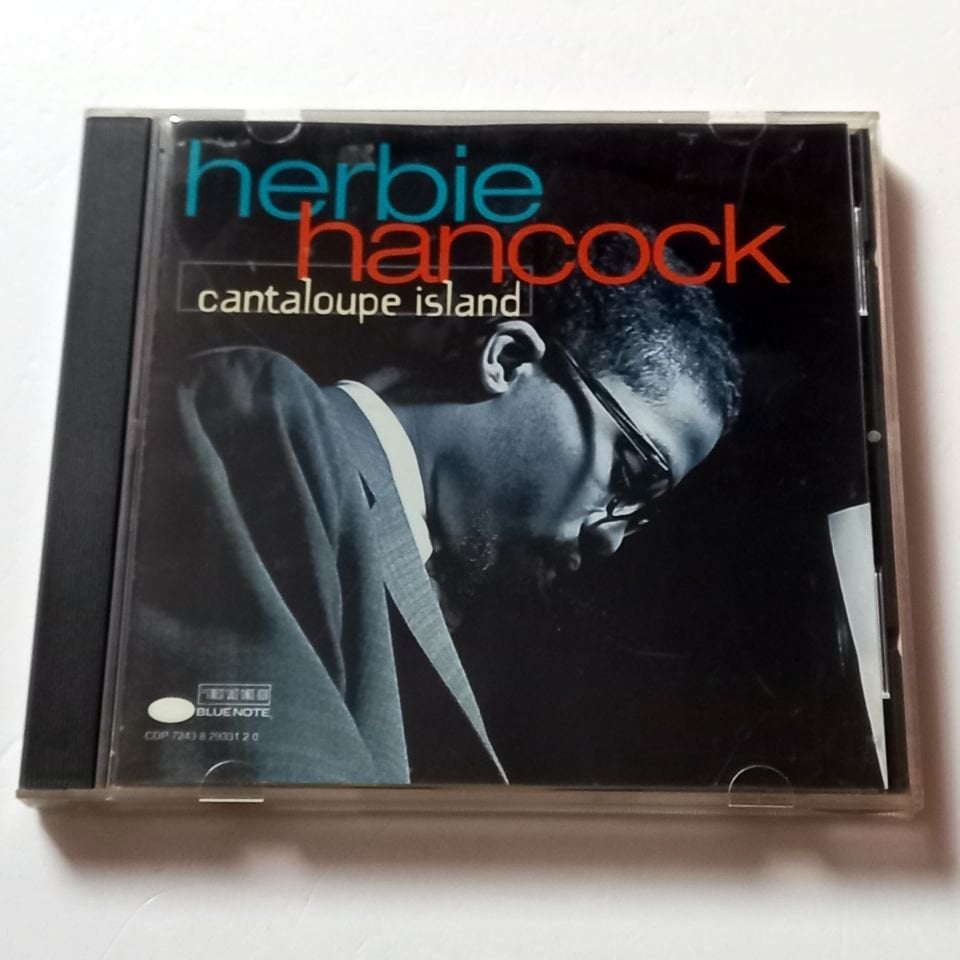 herbie
hancock
cantaloupe island
BLUE NOTE
CDP 7243 8 29331 2 0